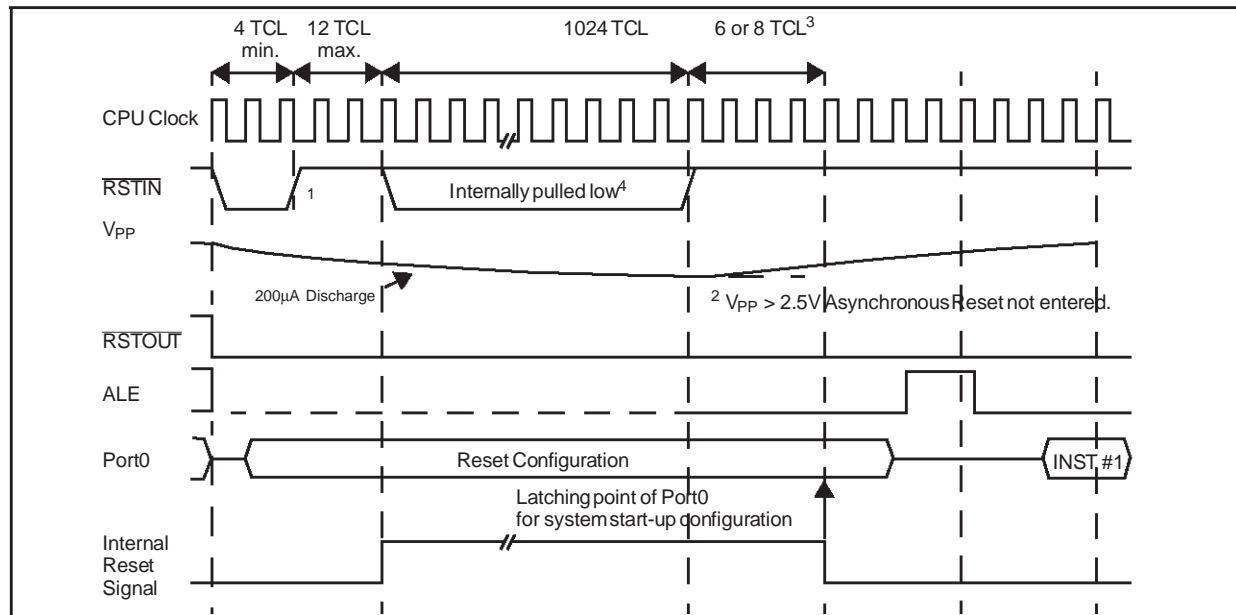 4 TCL min.
12 TCL max.
1024 TCL
6 or 8 TCL3
CPU Clock
RSTIN
1
Internally pulled low4
VPP
200µA Discharge
2 VPP > 2.5V Asynchronous Reset not entered.
RSTOUT
ALE
Port0
Reset Configuration
INST #1
Latching point of Port0
for system start-up configuration
Internal
Reset
Signal